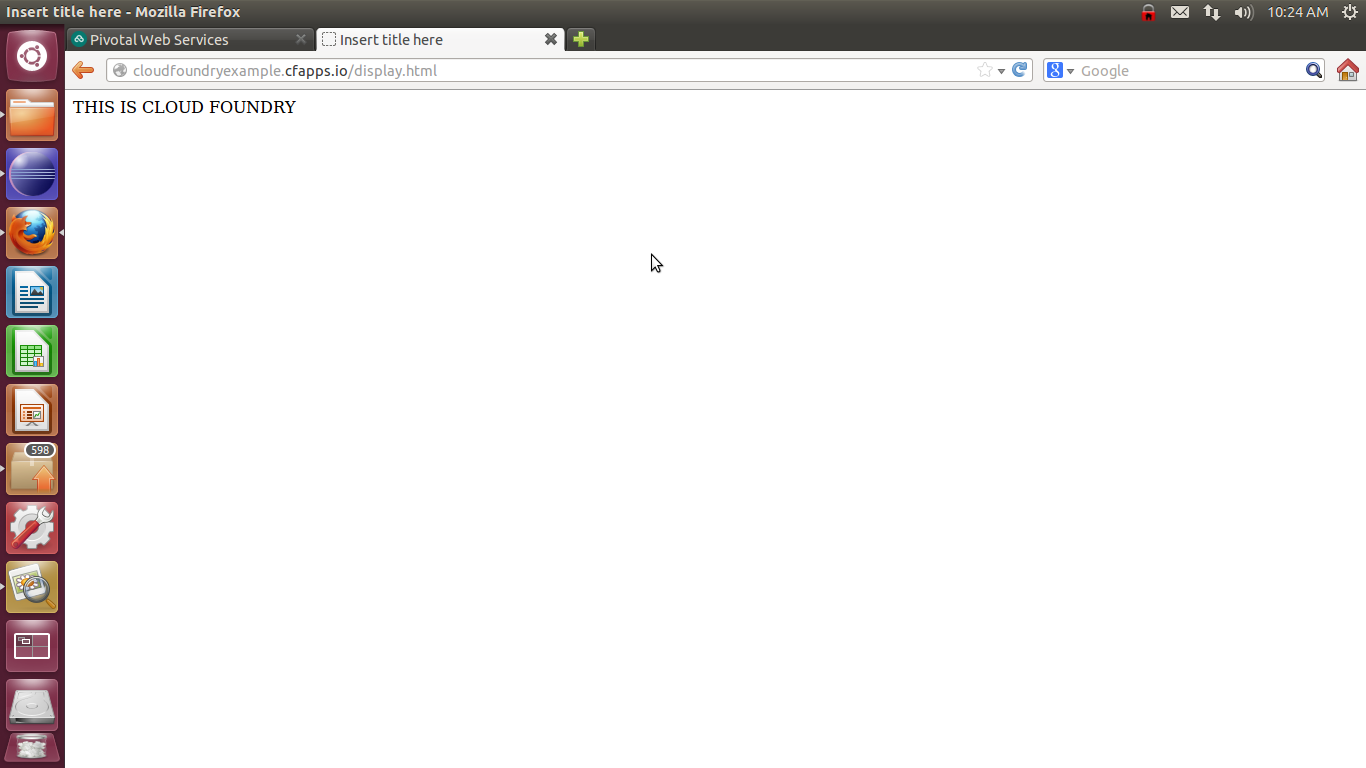 Insert title here - Mozilla Firefox
10:24 AM
Pivotal Web Services
Insert title here
cloudfoundryexample.cfapps.io/display.html
8
Google
THIS IS CLOUD FOUNDRY
598